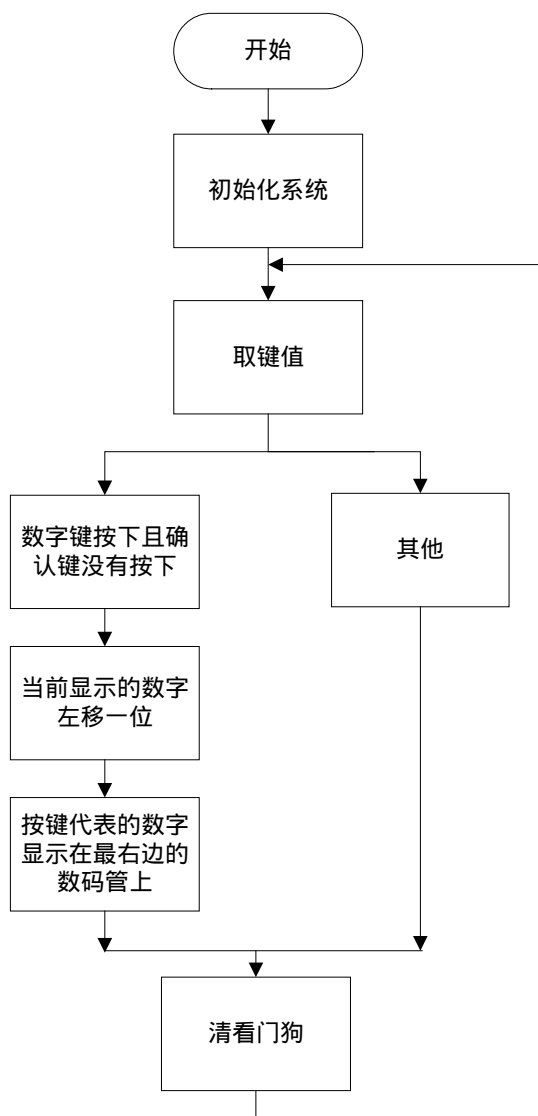 开始
初始化系统
取键值
数字键按下且确
认键没有按下
其他
当前显示的数字
左移一位
按键代表的数字
显示在最右边的
数码管上
清看门狗